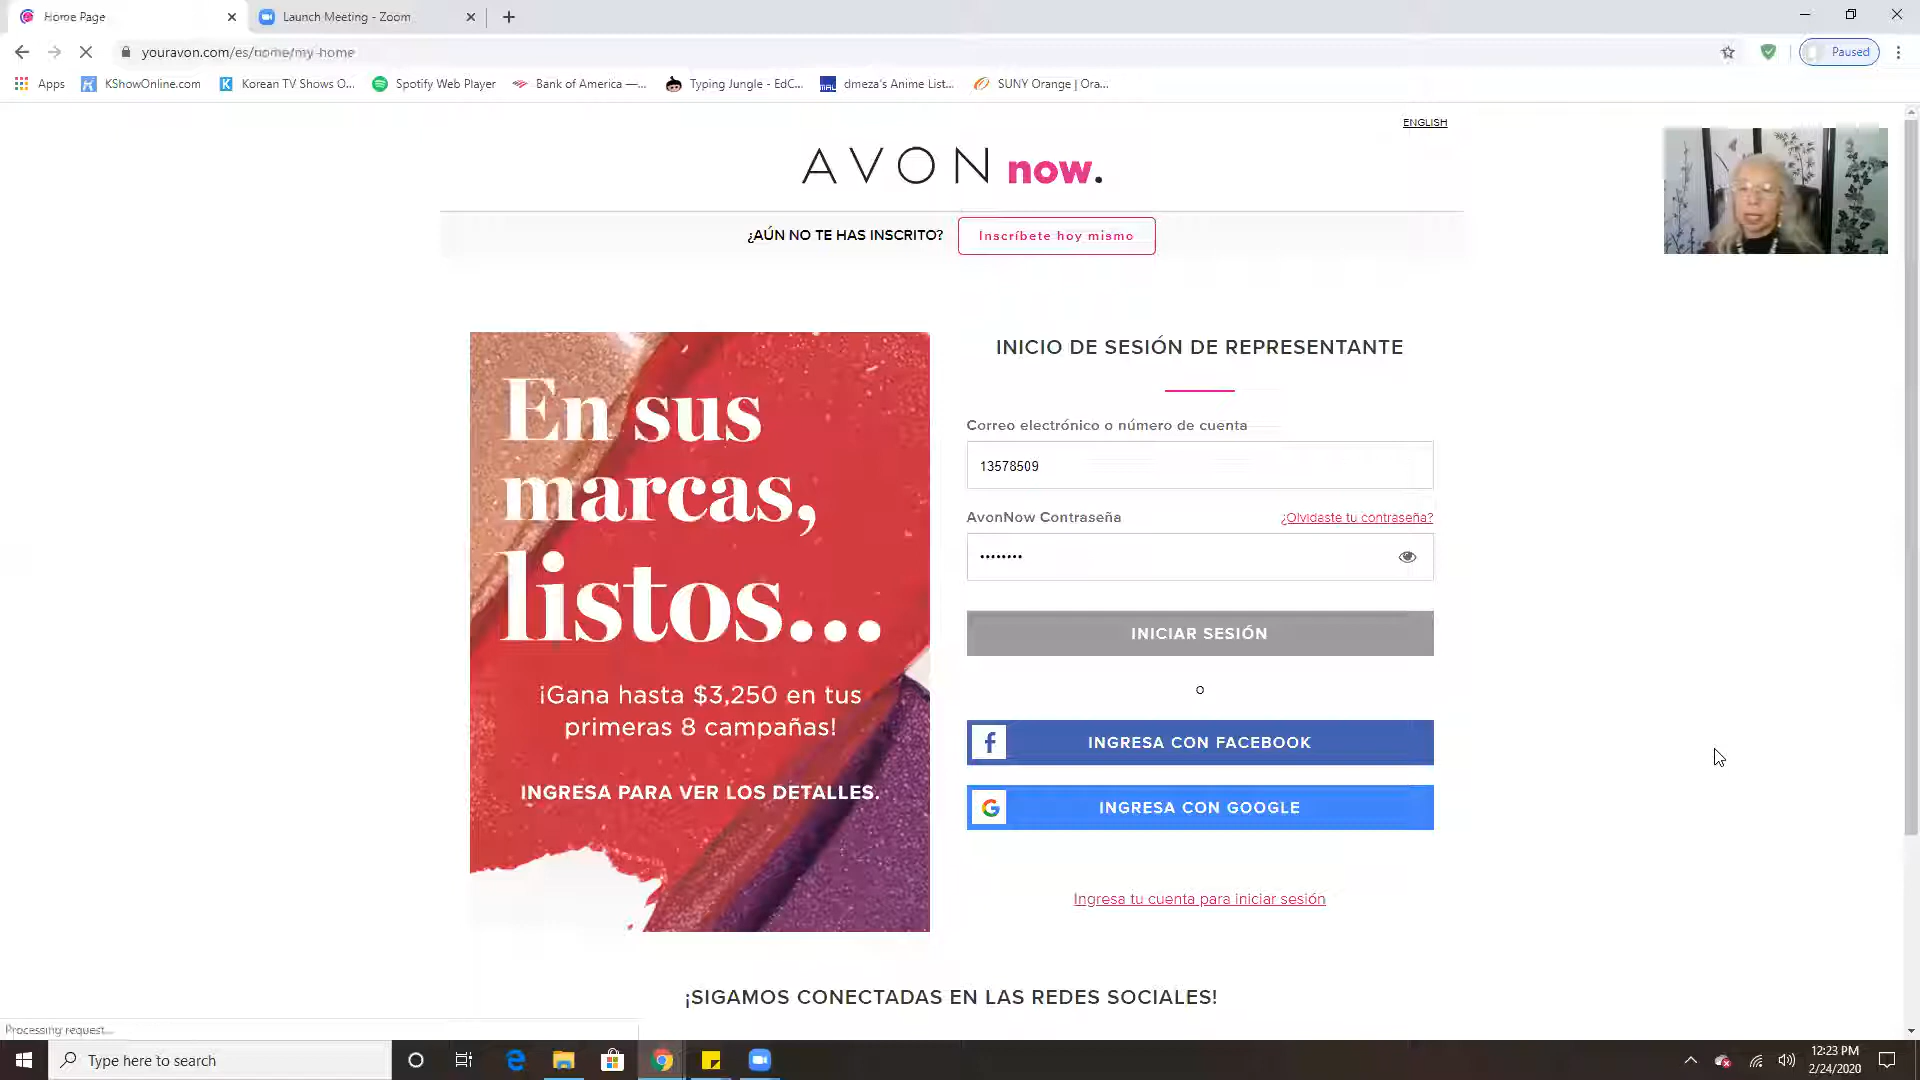 Home Page
Launch Meeting - Zoom
youravon.com/es/home/my-home
Paused
Apps
KShowOnline.com
Korean TV Shows O...
Spotify Web Player
Bank of America —...
Typing Jungle - EdC...
dmeza's Anime List...
SUNY Orange | Ora...
ENGLISH
AVON now.
¿AÚN NO TE HAS INSCRITO?
Inscríbete hoy mismo
En sus
marcas,
listos...
¡Gana hasta $3,250 en tus
primeras 8 campañas!
INGRESA PARA VER LOS DETALLES.
INICIO DE SESIÓN DE REPRESENTANTE
Correo electrónico o número de cuenta
13578509
AvonNow Contraseña
¿Olvidaste tu contraseña?
••••••••
INICIAR SESIÓN
O
INGRESA CON FACEBOOK
INGRESA CON GOOGLE
Ingresa tu cuenta para iniciar sesión
¡SIGAMOS CONECTADAS EN LAS REDES SOCIALES!
Processing request...
Type here to search
12:23 PM
2/24/2020